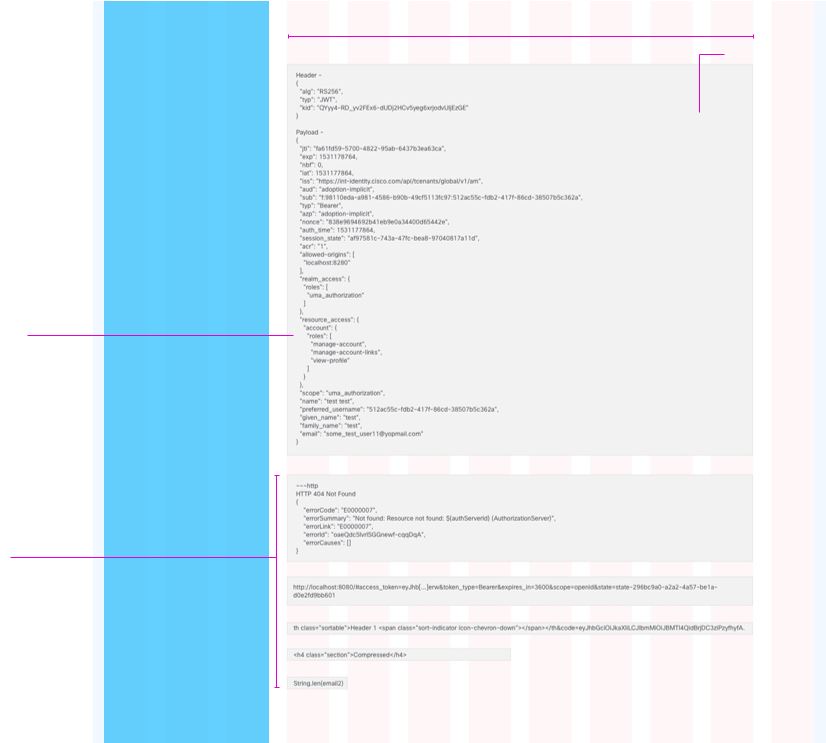 Header -
{
"alg": "RS256",
"typ": "JWT",
"kid": "QYyy4-RD_yv2FEx6-dUDj2HCv5yeg6xrjodvUljEzGE"
}
Payload -
{
"jti": "fa61fd59-5700-4822-95ab-6437b3ea63ca",
"exp": 1531178764,
"nbf": 0,
"iat": 1531177864,
"iss": "https://int-identity.cisco.com/api/tcenants/global/v1/am",
"aud": "adoption-implicit",
"sub": "f:98110eda-a981-4586-b90b-49cf5113fc97:512ac55c-fdb2-417f-86cd-38507b5c362a",
"typ": "Bearer",
"azp": "adoption-implicit",
"nonce": "838e9694692b41eb9e0a34400d65442e",
"auth_time": 1531177864,
"session_state": "af97581c-743a-47fc-bea8-97040817a11d",
"acr": "1",
"allowed-origins": [
"localhost:8280"
],
"realm_access": {
"roles": [
"uma_authorization"
]
},
"resource_access": {
"account": {
"roles": [
"manage-account",
"manage-account-links",
"view-profile"
]
}
},
"scope": "uma_authorization",
"name": "test test",
"preferred_username": "512ac55c-fdb2-417f-86cd-38507b5c362a",
"given_name": "test",
"family_name": "test",
"email": "some_test_user11@yopmail.com"
}
~~~http
HTTP 404 Not Found
{
"errorCode": "E0000007",
"errorSummary": "Not found: Resource not found: ${authServerId} (AuthorizationServer)",
"errorLink": "E0000007",
"errorId": "oaeQdc5IvrISGGnewf-cqqDqA",
"errorCauses": []
}
http://localhost:8080/#access_token=eyJhb[...]erw&token_type=Bearer&expires_in=3600&scope=openid&state=state-296bc9a0-a2a2-4a57-be1a-
d0e2fd9bb601
th class="sortable">Header 1 <span class="sort-indicator icon-chevron-down"></span></th&code=
<h4 class="section">Compressed</h4>
String.len(email2)